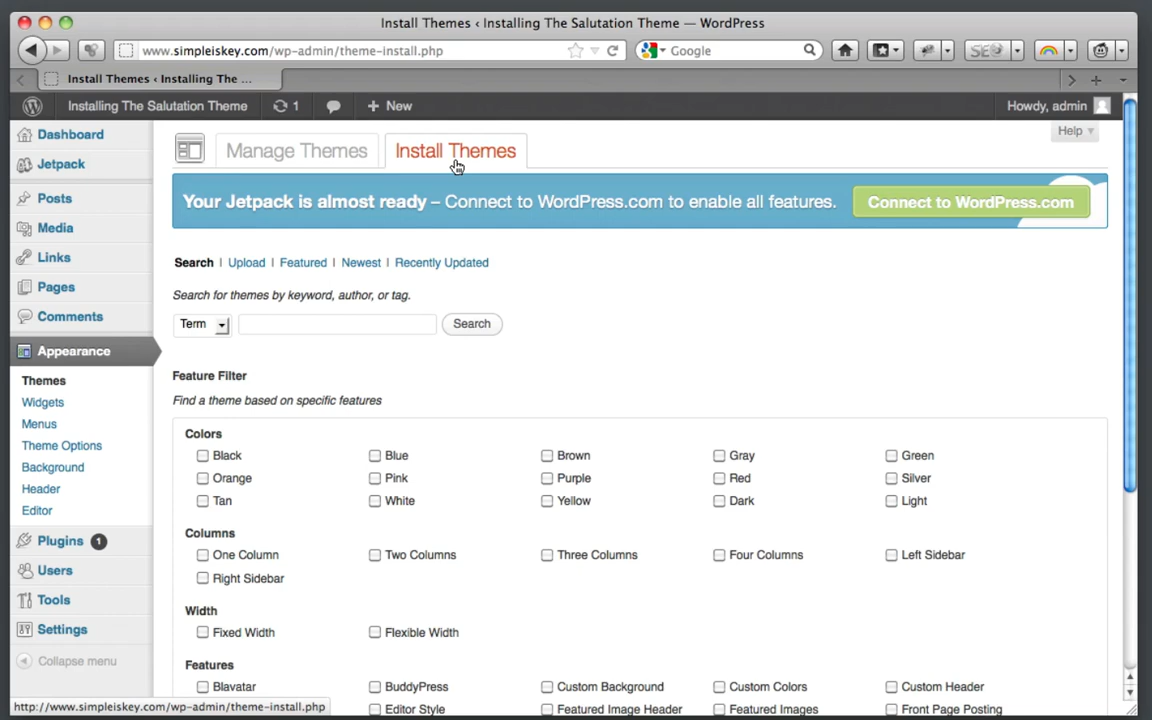 Install Themes ‹ Installing The Salutation Theme — WordPress
www.simpleiskey.com/wp-admin/theme-install.php
Google
SEO
Install Themes ‹ Installing The ...
Installing The Salutation Theme
1
New
Howdy, admin
Dashboard
Jetpack
Posts
Media
Links
Pages
Comments
Appearance
Themes
Widgets
Menus
Theme Options
Background
Header
Editor
Plugins 1
Users
Tools
Settings
Collapse menu
Help
Manage Themes
Install Themes
Your Jetpack is almost ready – Connect to WordPress.com to enable all features.
Connect to WordPress.com
Search | Upload | Featured | Newest | Recently Updated
Search for themes by keyword, author, or tag.
Term
Search
Feature Filter
Find a theme based on specific features
Colors
Black Blue Brown Gray Green
Orange Pink Purple Red Silver
Tan White Yellow Dark Light
Columns
One Column Two Columns Three Columns Four Columns Left Sidebar
Right Sidebar
Width
Fixed Width Flexible Width
Features
Blavatar BuddyPress Custom Background Custom Colors Custom Header
Editor Style Featured Image Header Featured Images Front Page Posting
http://www.simpleiskey.com/wp-admin/theme-install.php